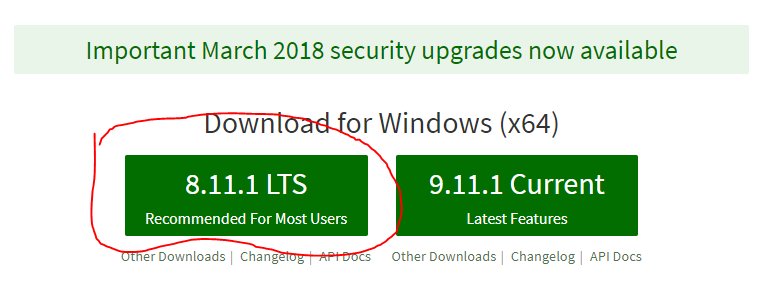 Important March 2018 security upgrades now available
Download for Windows (x64)
8.11.1 LTS
Recommended For Most Users
9.11.1 Current
Latest Features
Other Downloads | Changelog | API Docs
Other Downloads | Changelog | API Docs